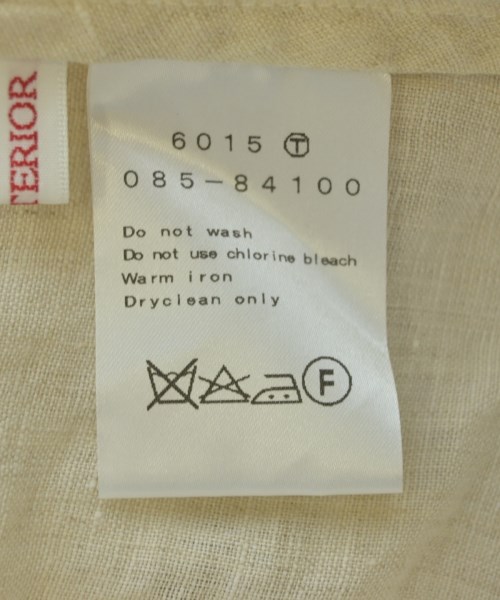 TERIOR
6015 Ⓣ
085-84100
Do not wash
Do not use chlorine bleach
Warm iron
Dryclean only
F